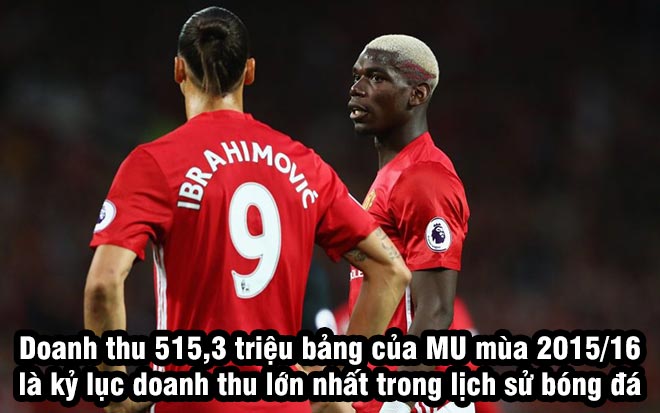 IBRAHIMOVIĆ
9
Doanh thu 515,3 triệu bảng của MU mùa 2015/16
là kỷ lục doanh thu lớn nhất trong lịch sử bóng đá